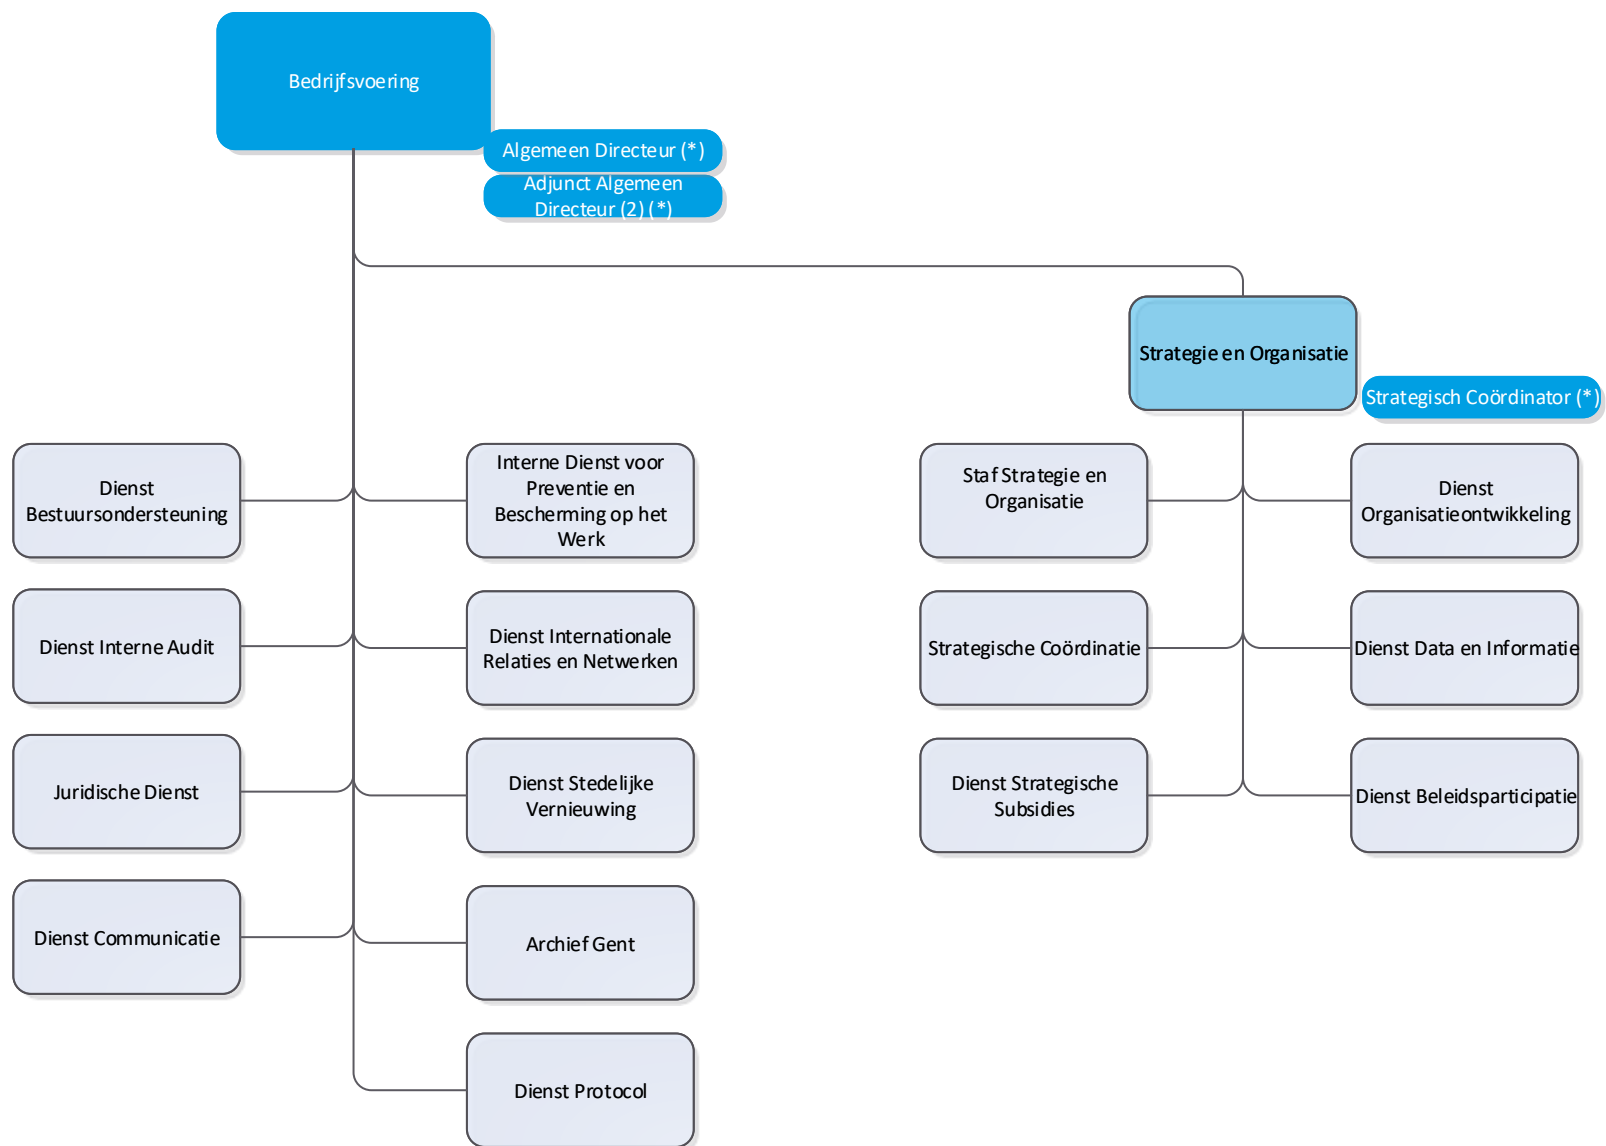 Bedrijfsvoering
Algemeen Directeur (*)
Adjunct Algemeen
Directeur (2) (*)
Strategie en Organisatie
Strategisch Coördinator (*)
Dienst
Bestuursondersteuning
Interne Dienst voor
Preventie en
Bescherming op het
Werk
Staf Strategie en
Organisatie
Dienst
Organisatieontwikkeling
Dienst Interne Audit
Dienst Internationale
Relaties en Netwerken
Strategische Coördinatie
Dienst Data en Informatie
Juridische Dienst
Dienst Stedelijke
Vernieuwing
Dienst Strategische
Subsidies
Dienst Beleidsparticipatie
Dienst Communicatie
Archief Gent
Dienst Protocol